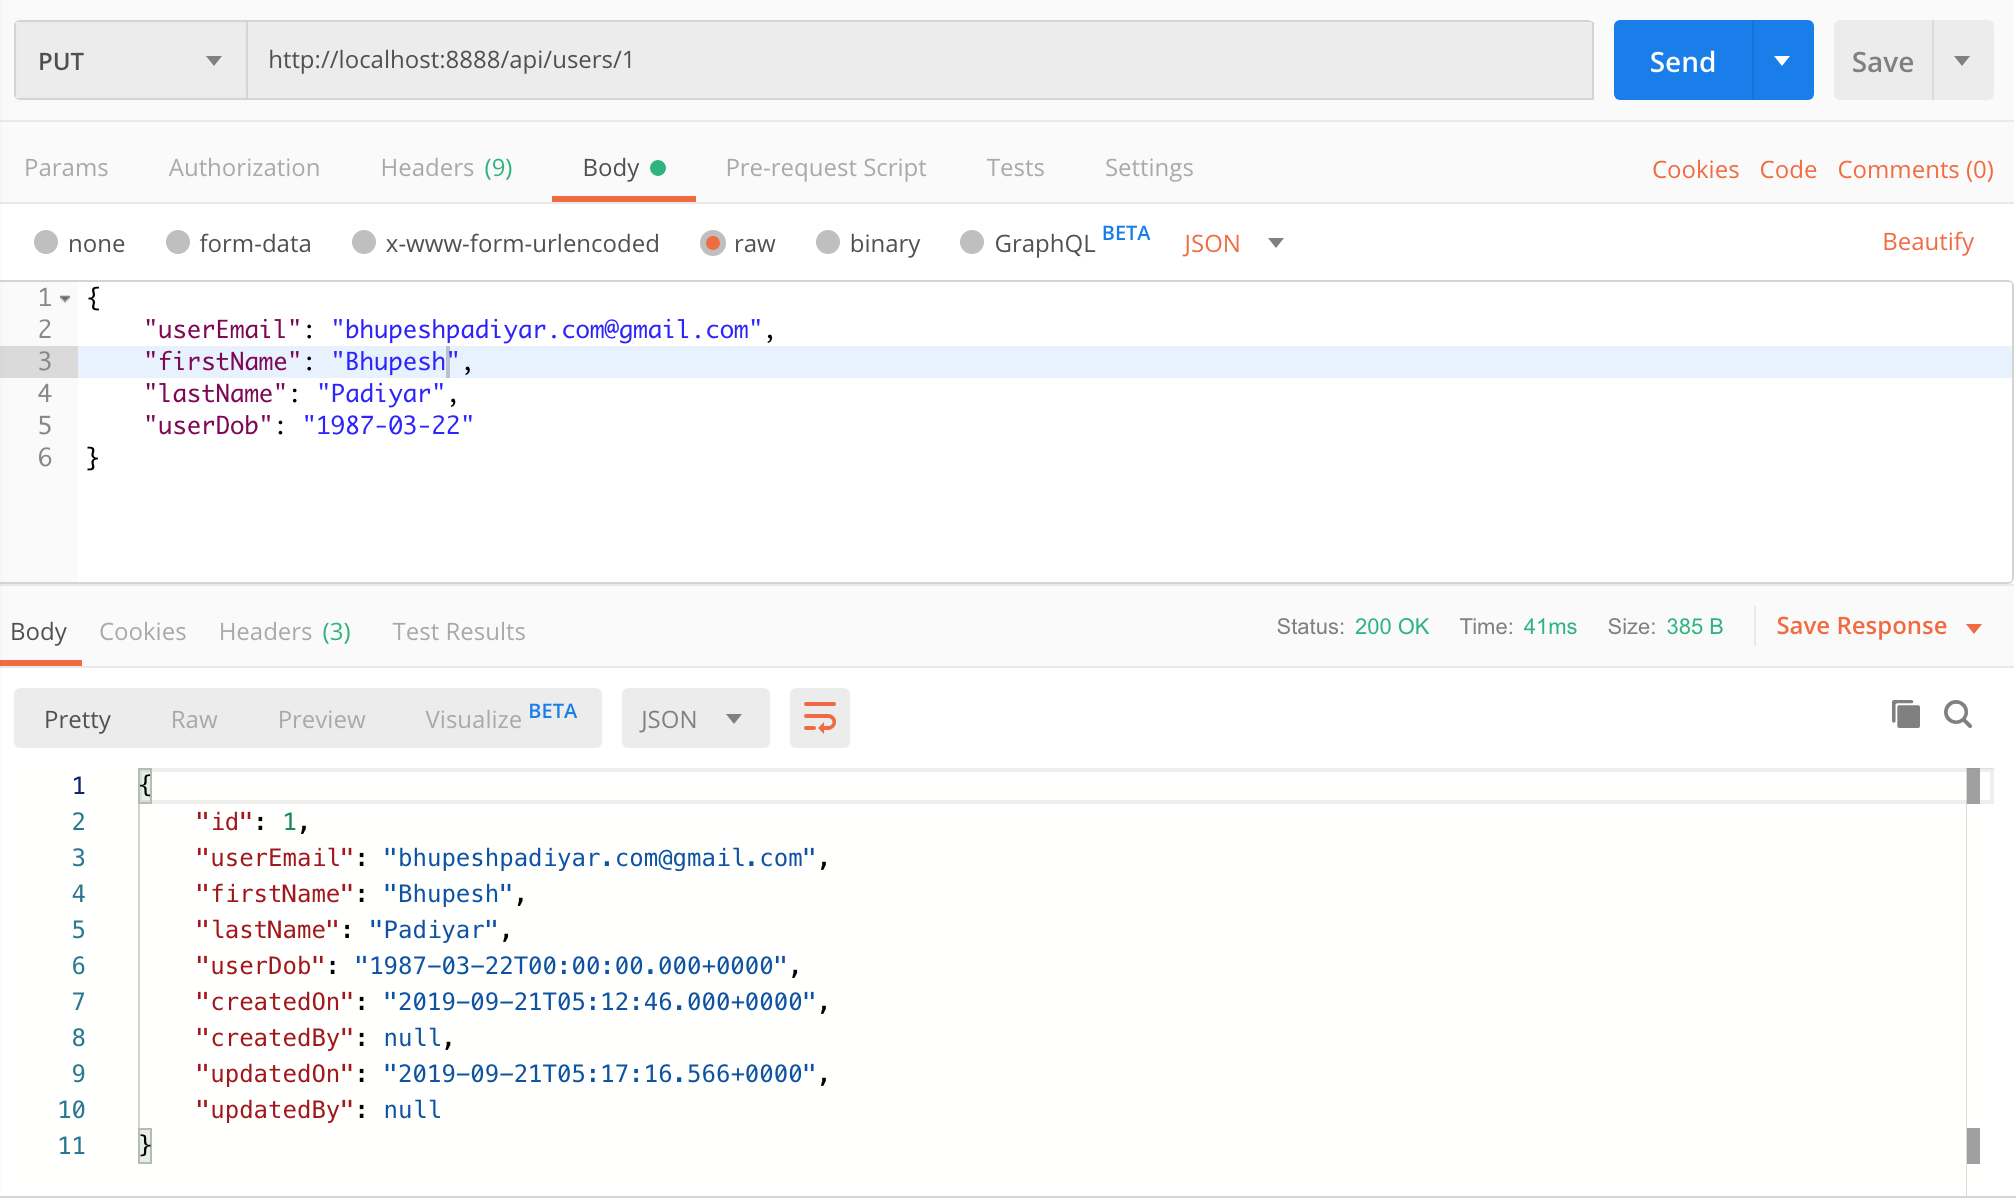 PUT http://localhost:8888/api/users/1 Send Save
Params Authorization Headers (9) Body Pre-request Script Tests Settings Cookies Code Comments (0)
none form-data x-www-form-urlencoded raw binary GraphQL BETA JSON Beautify
1 {
2 "userEmail": "bhupeshpadiyar.com@gmail.com",
3 "firstName": "Bhupesh",
4 "lastName": "Padiyar",
5 "userDob": "1987-03-22"
6 }
Body Cookies Headers (3) Test Results Status: 200 OK Time: 41ms Size: 385 B Save Response
Pretty Raw Preview Visualize BETA JSON
1 {
2 "id": 1,
3 "userEmail": "bhupeshpadiyar.com@gmail.com",
4 "firstName": "Bhupesh",
5 "lastName": "Padiyar",
6 "userDob": "1987-03-22T00:00:00.000+0000",
7 "createdOn": "2019-09-21T05:12:46.000+0000",
8 "createdBy": null,
9 "updatedOn": "2019-09-21T05:17:16.566+0000",
10 "updatedBy": null
11 }